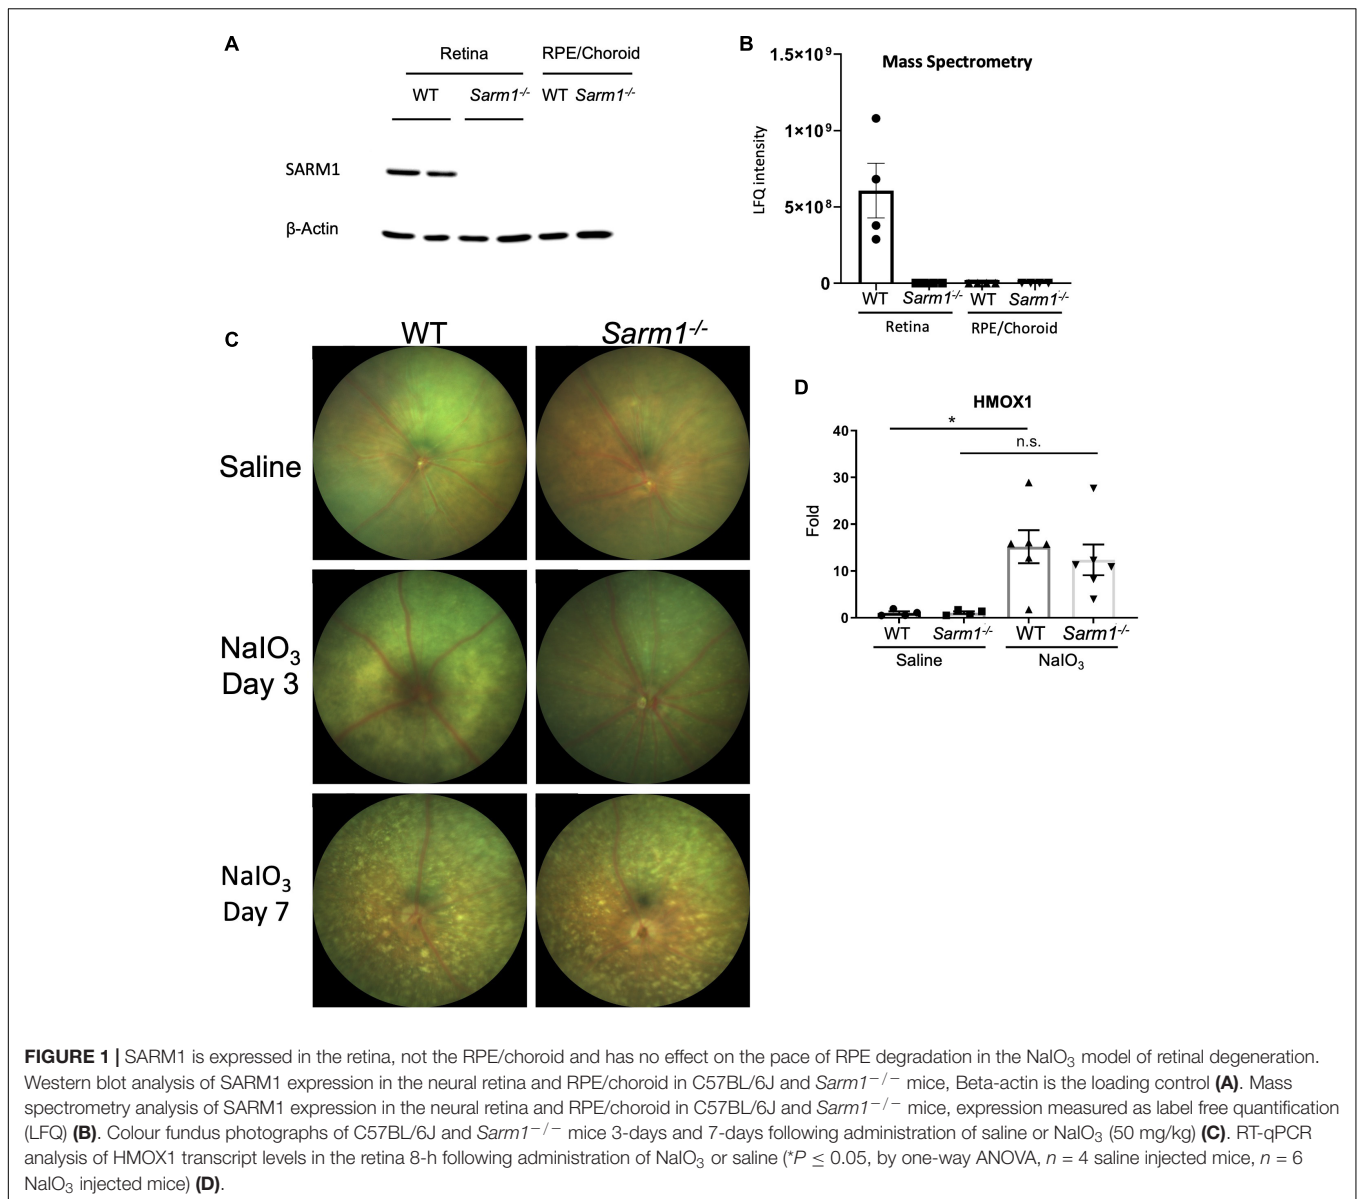 A
Retina
RPE/Choroid
WT
Sarm1-/-
WT Sarm1-/-
SARM1
β-Actin
B
Mass Spectrometry
LFQ intensity
1.5×10⁹
1×10⁹
5×10⁸
0
WT
Sarm1-/-
WT
Sarm1-/-
Retina
RPE/Choroid
C
WT
Sarm1-/-
Saline
NaIO₃
Day 3
NaIO₃
Day 7
D
HMOX1
*
n.s.
Fold
40
30
20
10
0
WT
Sarm1-/-
WT
Sarm1-/-
Saline
NaIO₃
FIGURE 1 | SARM1 is expressed in the retina, not the RPE/choroid and has no effect on the pace of RPE degradation in the NaIO₃ model of retinal degeneration.
Western blot analysis of SARM1 expression in the neural retina and RPE/choroid in C57BL/6J and Sarm1−/− mice, Beta-actin is the loading control (A). Mass
spectrometry analysis of SARM1 expression in the neural retina and RPE/choroid in C57BL/6J and Sarm1−/− mice, expression measured as label free quantification
(LFQ) (B). Colour fundus photographs of C57BL/6J and Sarm1−/− mice 3-days and 7-days following administration of saline or NaIO₃ (50 mg/kg) (C). RT-qPCR
analysis of HMOX1 transcript levels in the retina 8-h following administration of NaIO₃ or saline (*P ≤ 0.05, by one-way ANOVA, n = 4 saline injected mice, n = 6
NaIO₃ injected mice) (D).